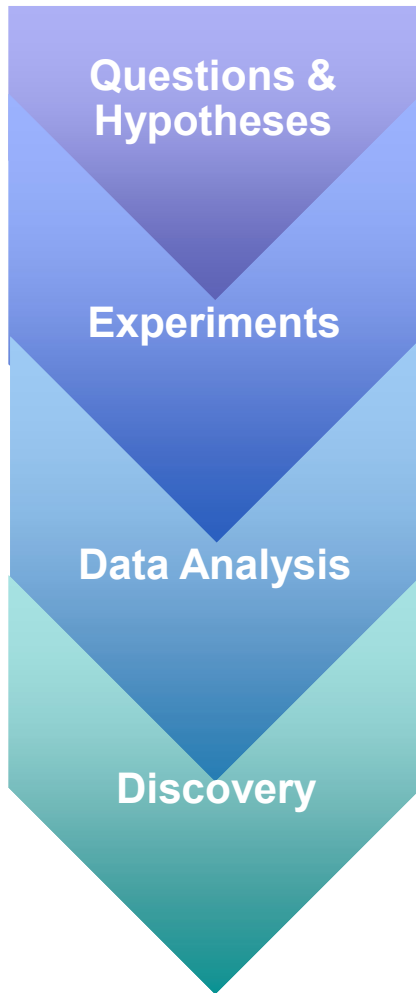 Questions &
Hypotheses
Experiments
Data Analysis
Discovery